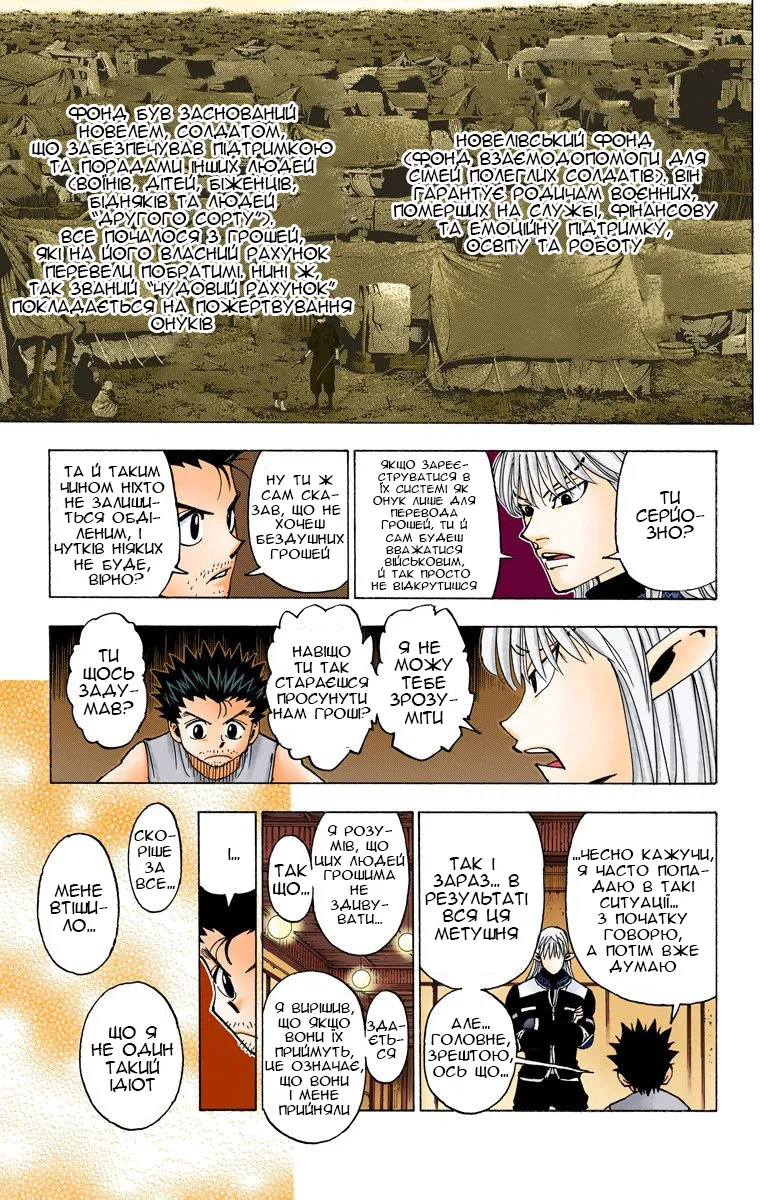 НОВЕЛІВСЬКИЙ ФОНД
(ФОНД ВЗАЄМОДОПОМОГИ ДЛЯ
СІМЕЙ ПОЛЕГЛИХ СОЛДАТІВ). ВІН
ГАРАНТУЄ РОДИЧАМ ВОЄННИХ,
ПОМЕРШИХ НА СЛУЖБІ, ФІНАНСОВУ
ТА ЕМОЦІЙНУ ПІДТРИМКУ,
ОСВІТУ ТА РОБОТУ
ФОНД БУВ ЗАСНОВАНИЙ
НОВЕЛЕМ, СОЛДАТОМ,
ЩО ЗАБЕЗПЕЧУВАВ ПІДТРИМКОЮ
ТА ПОРАДАМИ ІНШИХ ЛЮДЕЙ
(ВОЇНІВ, ДІТЕЙ, БІЖЕНЦІВ,
БІДНЯКІВ ТА ЛЮДЕЙ
"ДРУГОГО СОРТУ").
ВСЕ ПОЧАЛОСЯ З ГРОШЕЙ,
ЯКІ НА ЙОГО ВЛАСНИЙ РАХУНОК
ПЕРЕВЕЛИ ПОБРАТИМІ. НИНІ Ж,
ТАК ЗВАНИЙ "ЧУДОВИЙ РАХУНОК"
ПОКЛАДАЄТЬСЯ НА ПОЖЕРТВУВАННЯ
ОНУКІВ
ТИ
СЕРЙО-
ЗНО?
ЯКЩО ЗАРЕЄ-
СТРУВАТИСЯ В
ЇХ СИСТЕМІ ЯК
ОНУК ЛИШЕ ДЛЯ
ПЕРЕВОДА
ГРОШЕЙ, ТИ Й
САМ БУДЕШ
ВВАЖАТИСЯ
ВІЙСЬКОВИМ,
Й ТАК ПРОСТО
НЕ ВІДКРУТИШСЯ
НУ ТИ Ж
САМ СКА-
ЗАВ, ЩО НЕ
ХОЧЕШ
БЕЗДУШНИХ
ГРОШЕЙ
ТА Й ТАКИМ
ЧИНОМ НІХТО
НЕ ЗАЛИШИ-
ТЬСЯ ОБДІ-
ЛЕНИМ, І
ЧУТКІВ НІЯКИХ
НЕ БУДЕ,
ВІРНО?
Я НЕ
МОЖУ
ТЕБЕ
ЗРОЗУ-
МІТИ
НАВІЩО
ТИ ТАК
СТАРАЄШСЯ
ПРОСУНУТИ
НАМ ГРОШІ?
ТИ
ЩОСЬ
ЗАДУ-
МАВ?
...ЧЕСНО КАЖУЧИ,
Я ЧАСТО ПОПА-
ДАЮ В ТАКІ
СИТУАЦІЇ...
З ПОЧАТКУ
ГОВОРЮ,
А ПОТІМ ВЖЕ
ДУМАЮ
ТАК І
ЗАРАЗ... В
РЕЗУЛЬТАТІ
ВСЯ ЦЯ
МЕТУШНЯ
АЛЕ...
ГОЛОВНЕ,
ЗРЕШТОЮ,
ОСЬ ЩО...
Я РОЗУ-
МІВ, ЩО
ЦИХ ЛЮДЕЙ
ГРОШИМА
НЕ
ЗДИВУ-
ВАТИ...
ТАК
ЩО...
ЗДА-
ЄТЬ-
СЯ
Я ВИРІШИВ,
ЩО ЯКЩО
ВОНИ ЇХ
ПРИЙМУТЬ,
ЦЕ ОЗНАЧАЄ,
ЩО ВОНИ
І МЕНЕ
ПРИЙНЯЛИ
І...
СКО-
РІШЕ
ЗА
ВСЕ...
МЕНЕ
ВТІШИ-
ЛО...
ЩО Я
НЕ ОДИН
ТАКИЙ
ІДІОТ